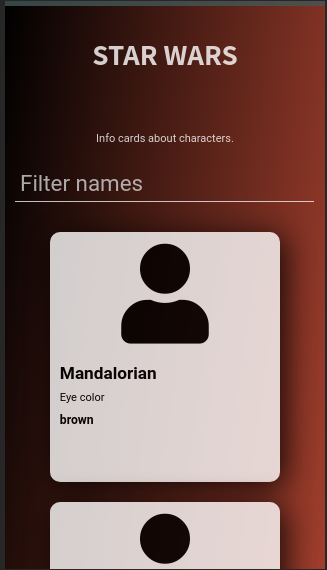 STAR WARS
Info cards about characters.
Filter names
Mandalorian
Eye color
brown